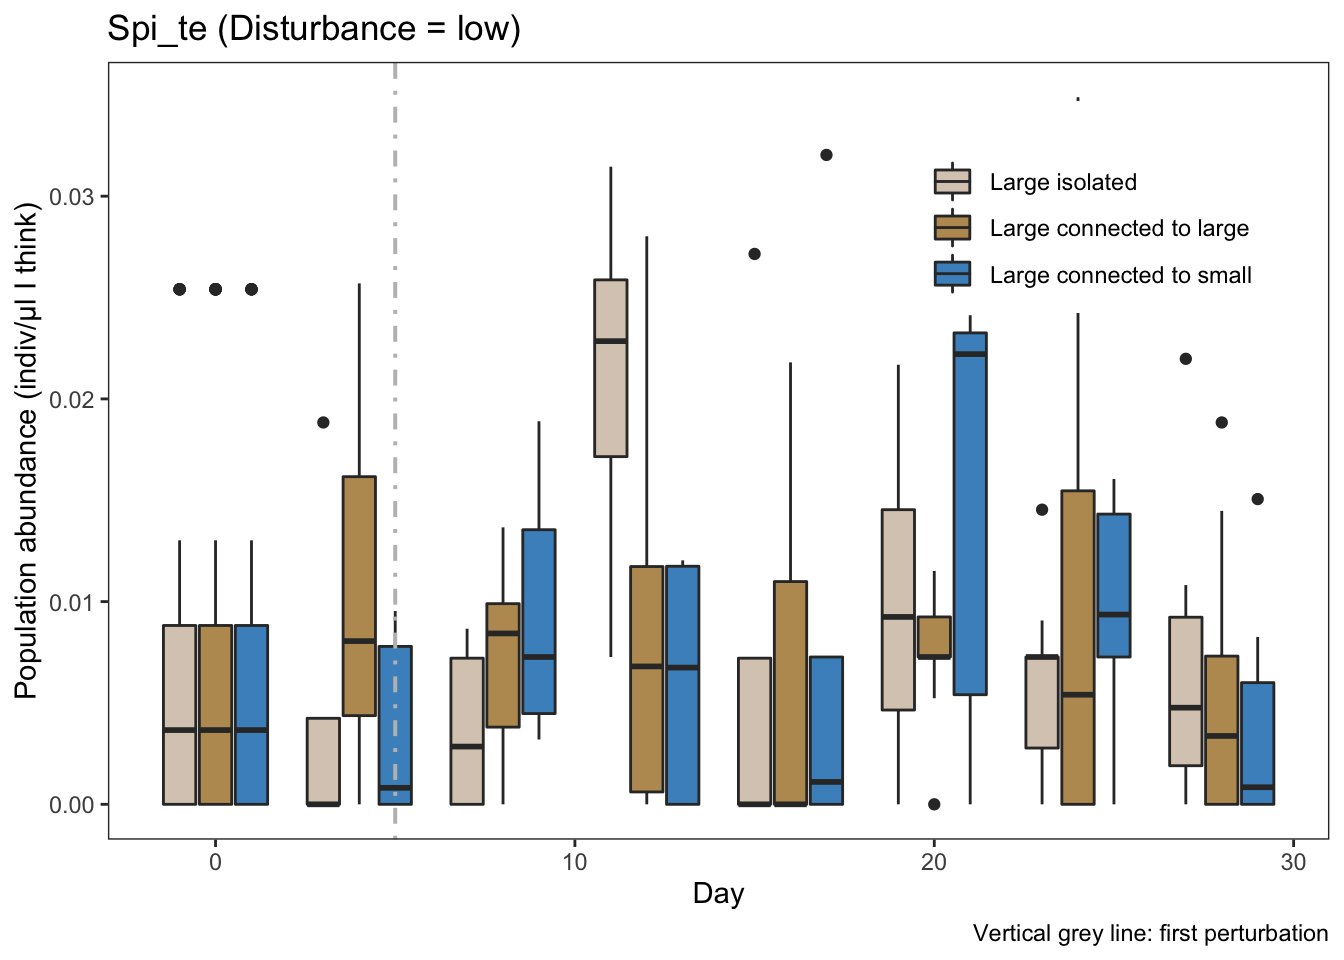 Spi_te (Disturbance = low)
Population abundance (indiv/µl I think)
0.03
0.02
0.01
0.00
Large isolated
Large connected to large
Large connected to small
0 10 20 30
Day
Vertical grey line: first perturbation